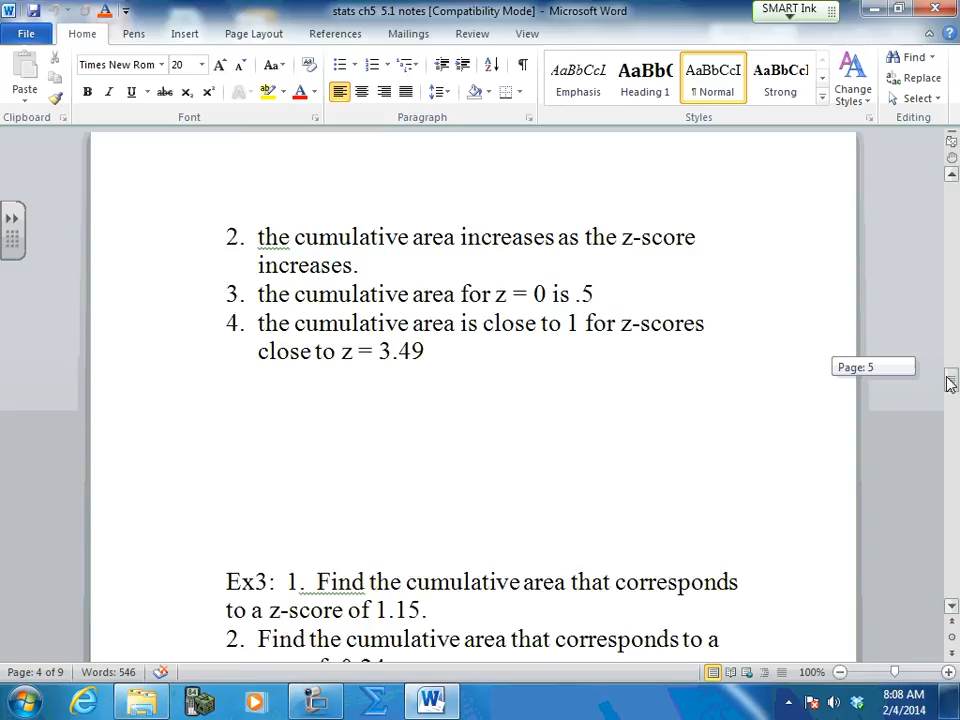 stats ch5 5.1 notes [Compatibility Mode] - Microsoft Word
SMART Ink
File Home Pens Insert Page Layout References Mailings Review View
Times New Rom 20
Paste
AaBbCcI AaBbC AaBbCcI AaBbCcI
Emphasis Heading 1 ¶ Normal Strong
Change Styles
Find
Replace
Select
Clipboard Font Paragraph Styles Editing
2. the cumulative area increases as the z-score
increases.
3. the cumulative area for z = 0 is .5
4. the cumulative area is close to 1 for z-scores
close to z = 3.49
Page: 5
Ex3: 1. Find the cumulative area that corresponds
to a z-score of 1.15.
2. Find the cumulative area that corresponds to a
Page: 4 of 9 Words: 546 100%
8:08 AM
2/4/2014